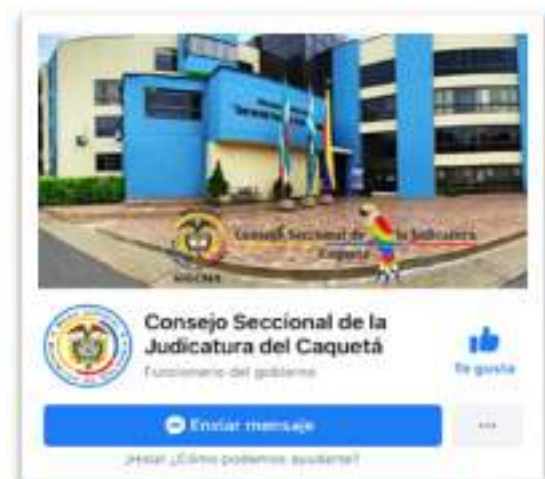 Consejo Seccional de la Judicatura
Caquetá
SIGCMA
Consejo Seccional de la
Judicatura del Caquetá
Funcionario del gobierno
Te gusta
Enviar mensaje
...
¡Hola! ¿Cómo podemos ayudarte?